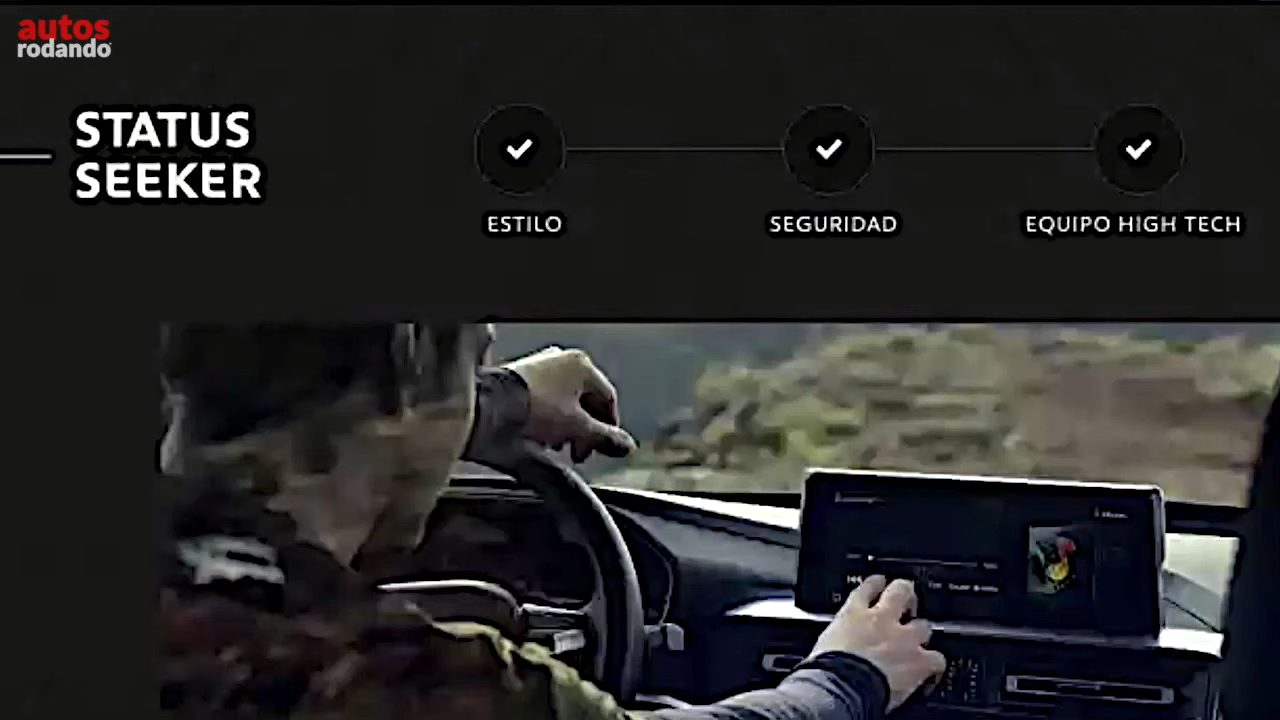 autos
rodando
STATUS
SEEKER
ESTILO
SEGURIDAD
EQUIPO HIGH TECH